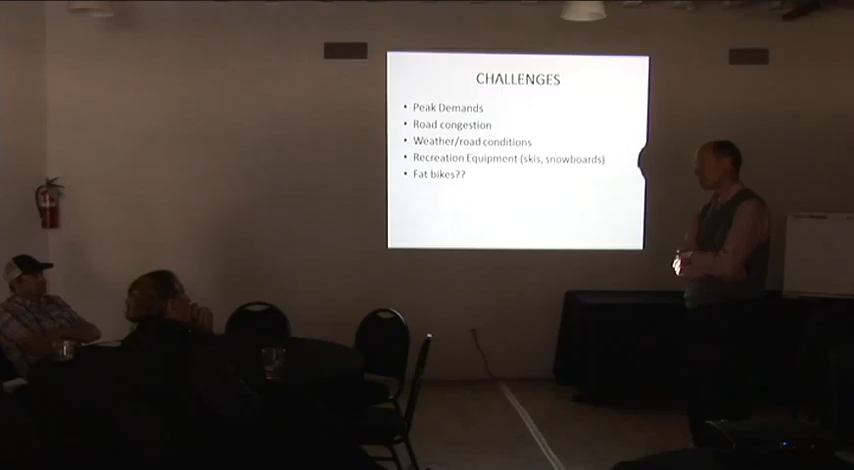 CHALLENGES
• Peak Demands
• Road congestion
• Weather/road conditions
• Recreation Equipment (skis, snowboards)
• Fat bikes??